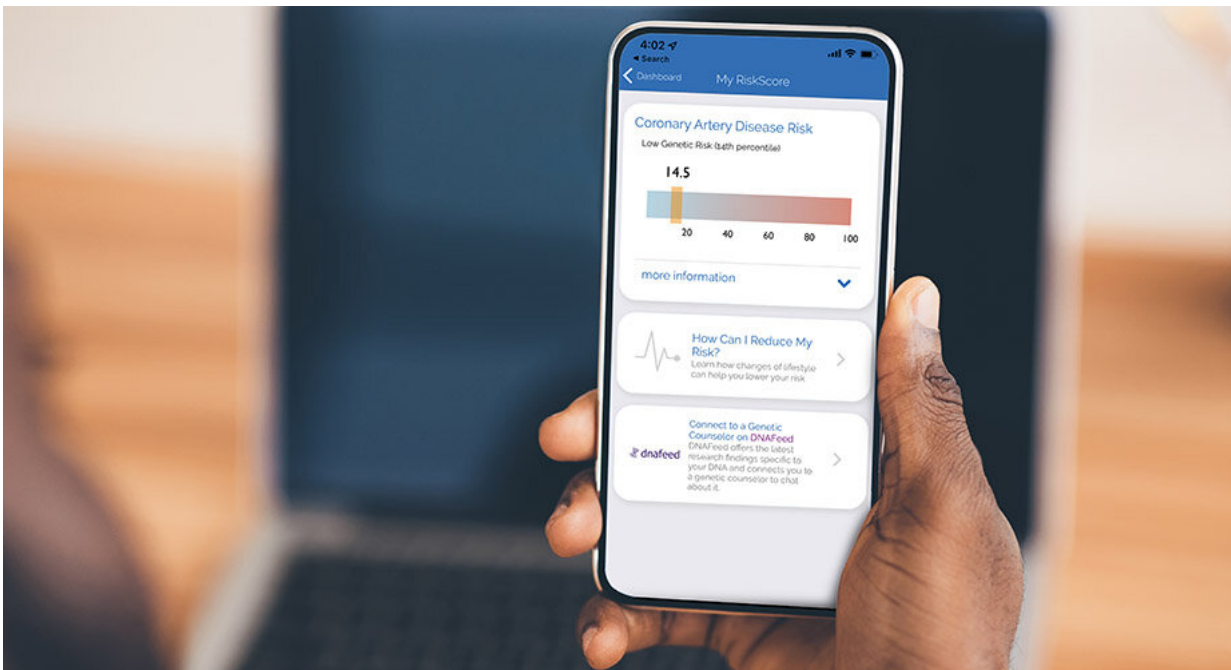 4:02
Search
Dashboard
My RiskScore
Coronary Artery Disease Risk
Low Genetic Risk (14th percentile)
14.5
20 40 60 80 100
more information
How Can I Reduce My
Risk?
Learn how changes of lifestyle
can help you lower your risk
Connect to a Genetic
Counselor on DNAFeed
dnafeed
DNAFeed offers the latest
research findings specific to
your DNA and connects you to
a genetic counselor to chat
about it.